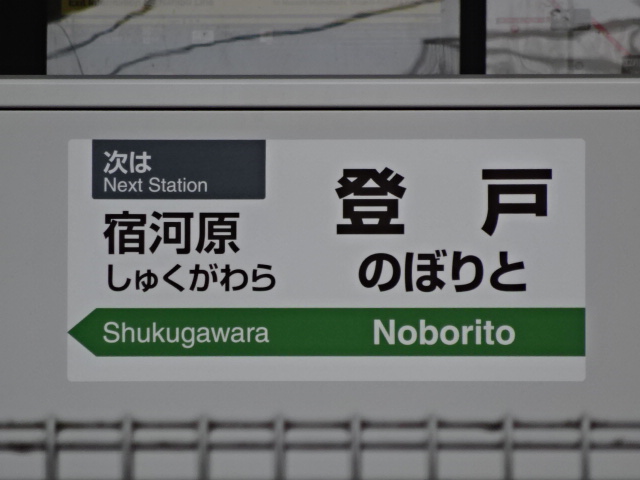 次は
Next Station
宿河原
しゅくがわら
Shukugawara
登戸
のぼりと
Noborito